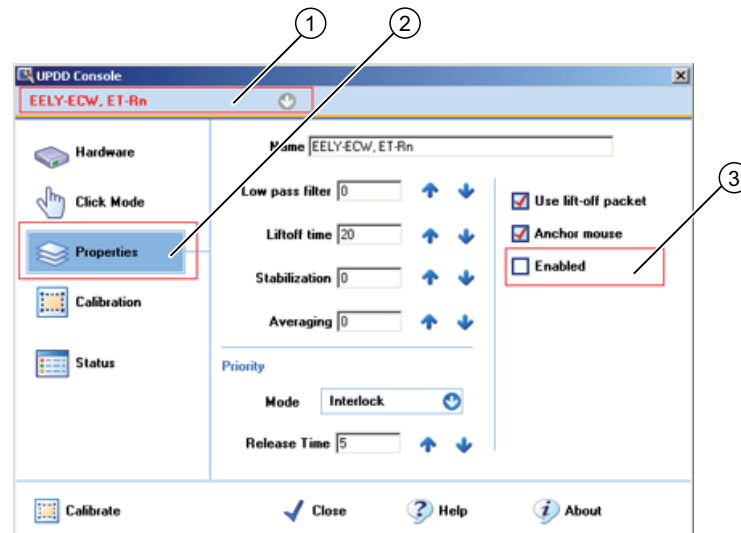 1
2
UPDD Console
EELY-ECW, ET-Rn
3
Hardware
Click Mode
Properties
Calibration
Status
Name EELY-ECW, ET-Rn
Low pass filter 0
Liftoff time 20
Stabilization 0
Averaging 0
Priority
Mode Interlock
Release Time 5
Use lift-off packet
Anchor mouse
Enabled
Calibrate
Close
Help
About